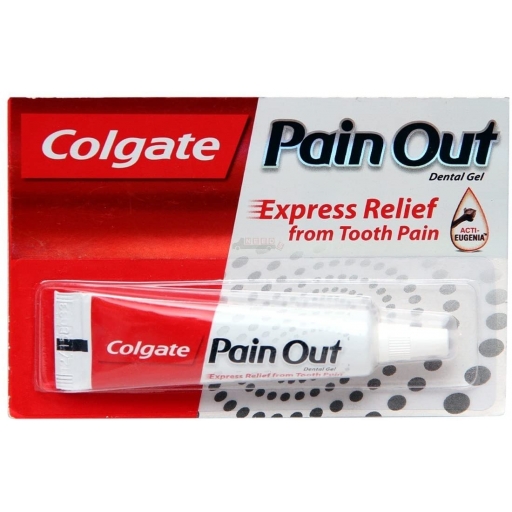 Colgate
Pain Out
Dental Gel
Express Relief
from Tooth Pain
ACTI-
EUGENIA
Colgate
Pain Out
Dental Gel
Express Relief from Tooth Pain